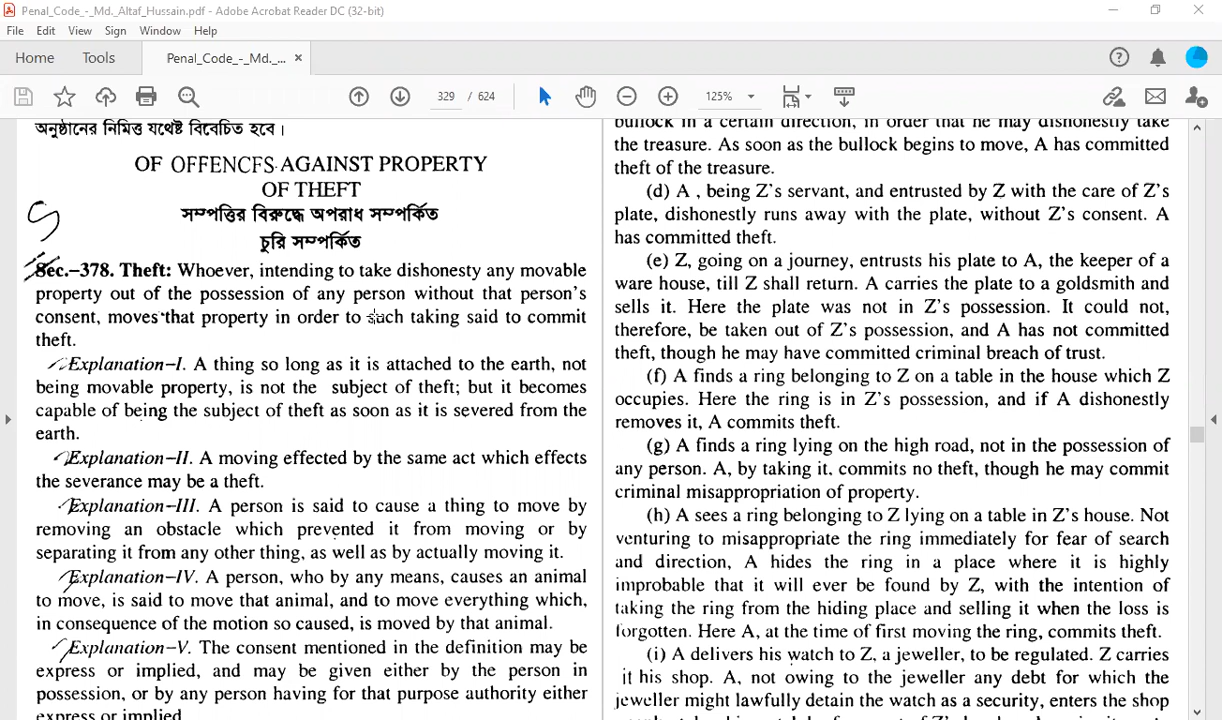 Penal_Code_-_Md._Altaf_Hussain.pdf - Adobe Acrobat Reader DC (32-bit)
File Edit View Sign Window Help
Home Tools Penal_Code_-_Md._... ×
329 / 624 125%
অনুষ্ঠানের নিমিত্ত যথেষ্ট বিবেচিত হবে।
OF OFFENCFS AGAINST PROPERTY
OF THEFT
সম্পত্তির বিরুদ্ধে অপরাধ সম্পর্কিত
চুরি সম্পর্কিত
Sec.–378. Theft: Whoever, intending to take dishonesty any movable
property out of the possession of any person without that person's
consent, moves that property in order to such taking said to commit
theft.
Explanation–I. A thing so long as it is attached to the earth, not
being movable property, is not the subject of theft; but it becomes
capable of being the subject of theft as soon as it is severed from the
earth.
Explanation–II. A moving effected by the same act which effects
the severance may be a theft.
Explanation–III. A person is said to cause a thing to move by
removing an obstacle which prevented it from moving or by
separating it from any other thing, as well as by actually moving it.
Explanation–IV. A person, who by any means, causes an animal
to move, is said to move that animal, and to move everything which,
in consequence of the motion so caused, is moved by that animal.
Explanation–V. The consent mentioned in the definition may be
express or implied, and may be given either by the person in
possession, or by any person having for that purpose authority either
express or implied
bullock in a certain direction, in order that he may dishonestly take
the treasure. As soon as the bullock begins to move, A has committed
theft of the treasure.
(d) A , being Z's servant, and entrusted by Z with the care of Z's
plate, dishonestly runs away with the plate, without Z's consent. A
has committed theft.
(e) Z, going on a journey, entrusts his plate to A, the keeper of a
ware house, till Z shall return. A carries the plate to a goldsmith and
sells it. Here the plate was not in Z's possession. It could not,
therefore, be taken out of Z's possession, and A has not committed
theft, though he may have committed criminal breach of trust.
(f) A finds a ring belonging to Z on a table in the house which Z
occupies. Here the ring is in Z's possession, and if A dishonestly
removes it, A commits theft.
(g) A finds a ring lying on the high road, not in the possession of
any person. A, by taking it, commits no theft, though he may commit
criminal misappropriation of property.
(h) A sees a ring belonging to Z lying on a table in Z's house. Not
venturing to misappropriate the ring immediately for fear of search
and direction, A hides the ring in a place where it is highly
improbable that it will ever be found by Z, with the intention of
taking the ring from the hiding place and selling it when the loss is
forgotten. Here A, at the time of first moving the ring, commits theft.
(i) A delivers his watch to Z, a jeweller, to be regulated. Z carries
it his shop. A, not owing to the jeweller any debt for which the
jeweller might lawfully detain the watch as a security, enters the shop